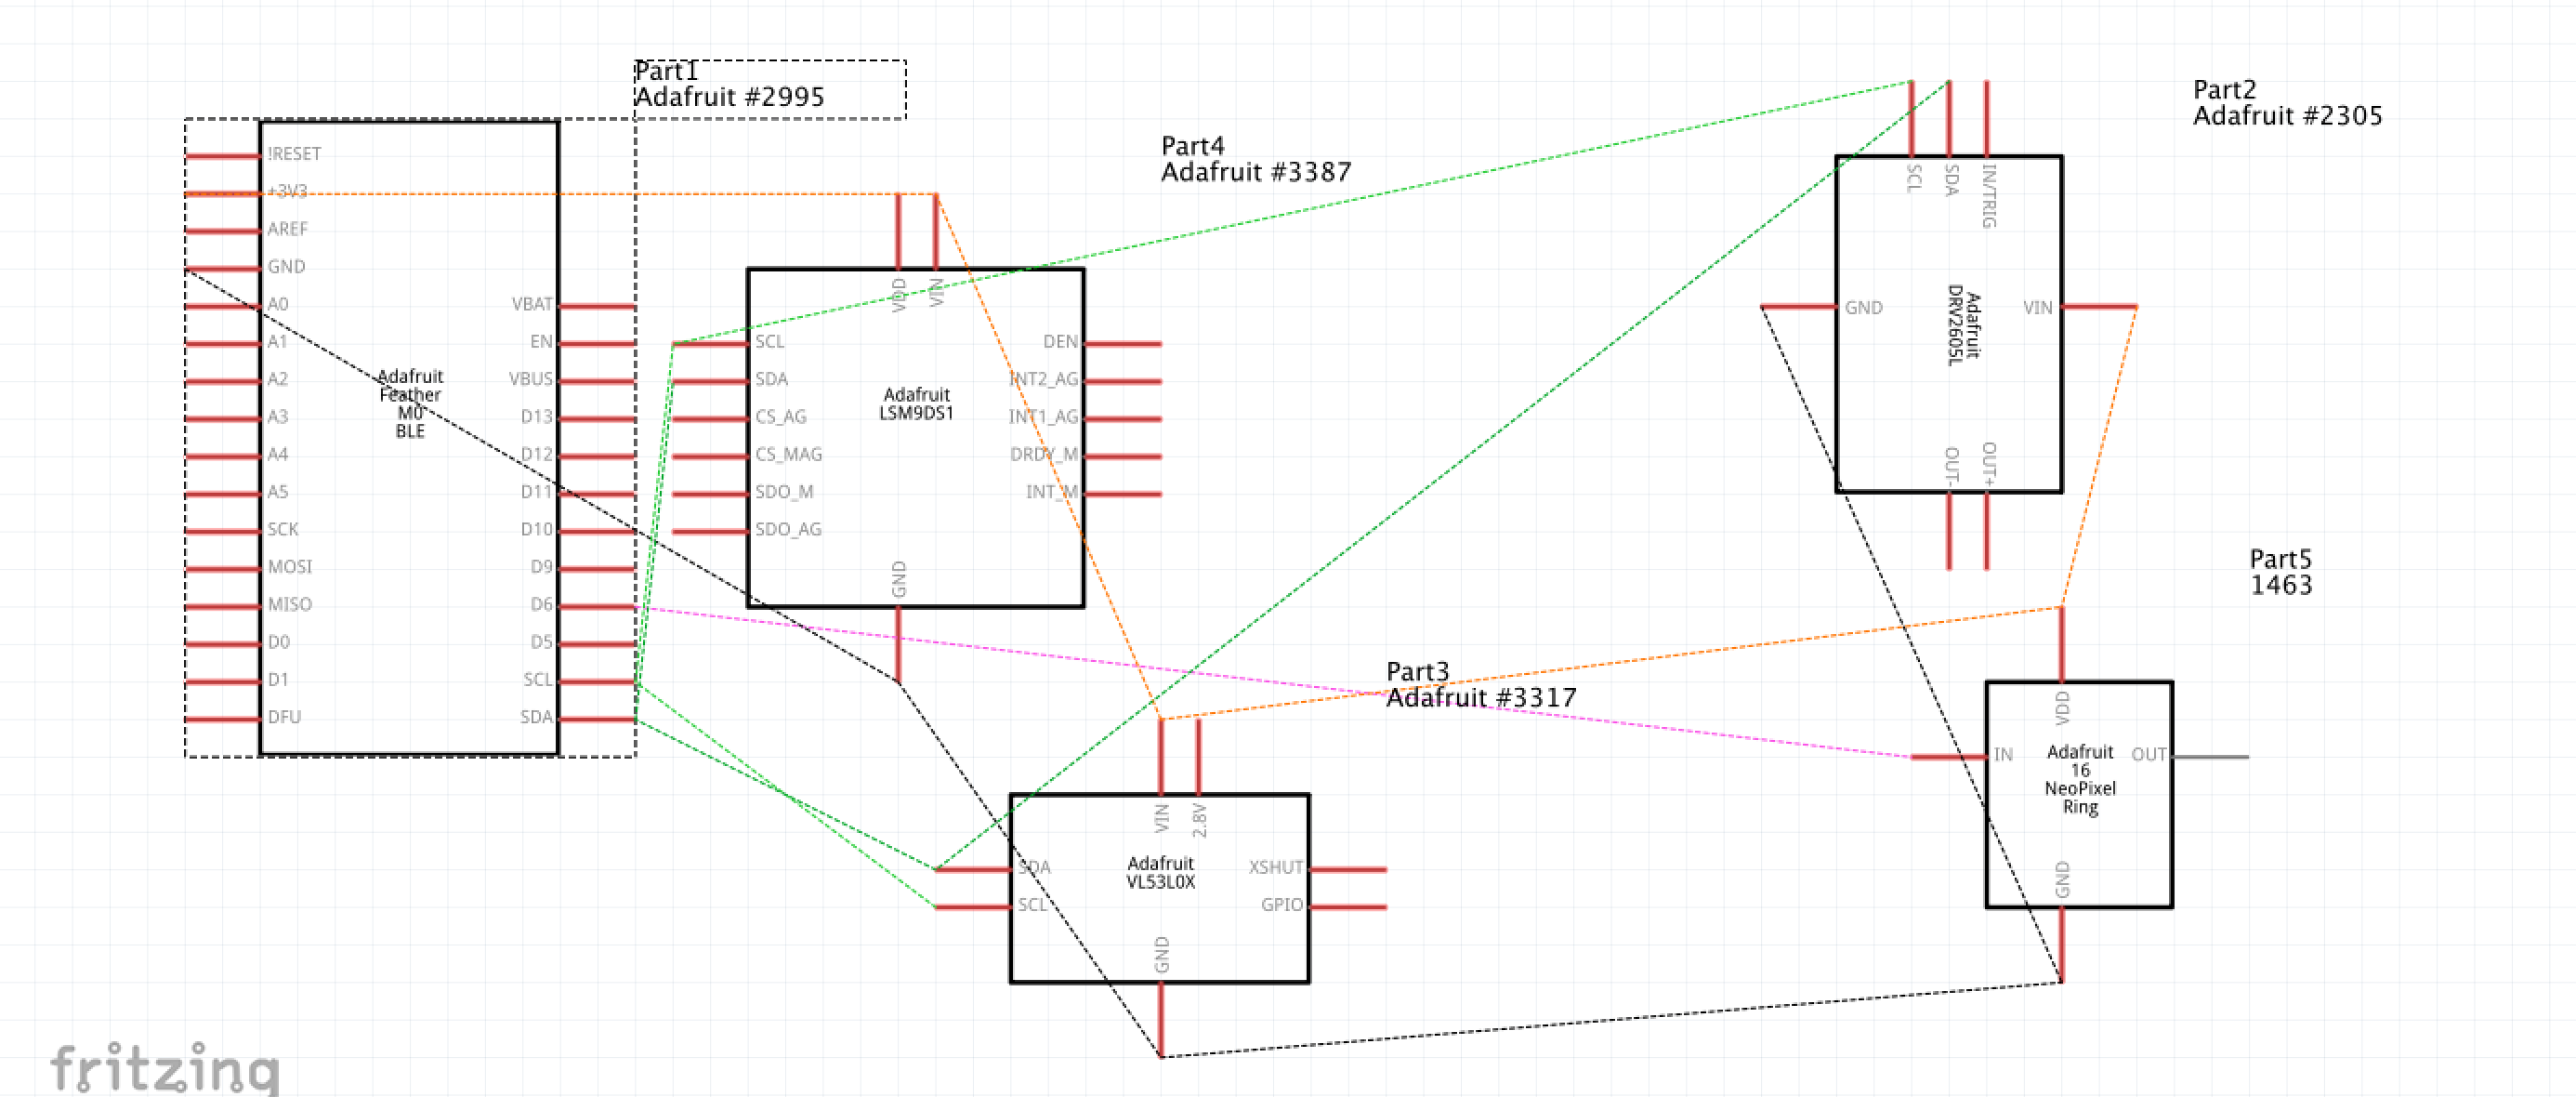 Part1
Adafruit #2995
!RESET
+3V3
AREF
GND
A0
A1
A2
A3
A4
A5
SCK
MOSI
MISO
D0
D1
DFU
Adafruit
Feather
M0
BLE
VBAT
EN
VBUS
D13
D12
D11
D10
D9
D6
D5
SCL
SDA
Part4
Adafruit #3387
VDD
VIN
SCL
SDA
CS_AG
CS_MAG
SDO_M
SDO_AG
Adafruit
LSM9DS1
DEN
INT2_AG
INT1_AG
DRDY_M
INT_M
GND
Part2
Adafruit #2305
SCL
SDA
IN/TRIG
GND
Adafruit
DRV2605L
VIN
OUT-
OUT+
Part3
Adafruit #3317
VIN
2.8V
SDA
SCL
Adafruit
VL53L0X
XSHUT
GPIO
GND
Part5
1463
VDD
IN
Adafruit
16
NeoPixel
Ring
OUT
GND
fritzing